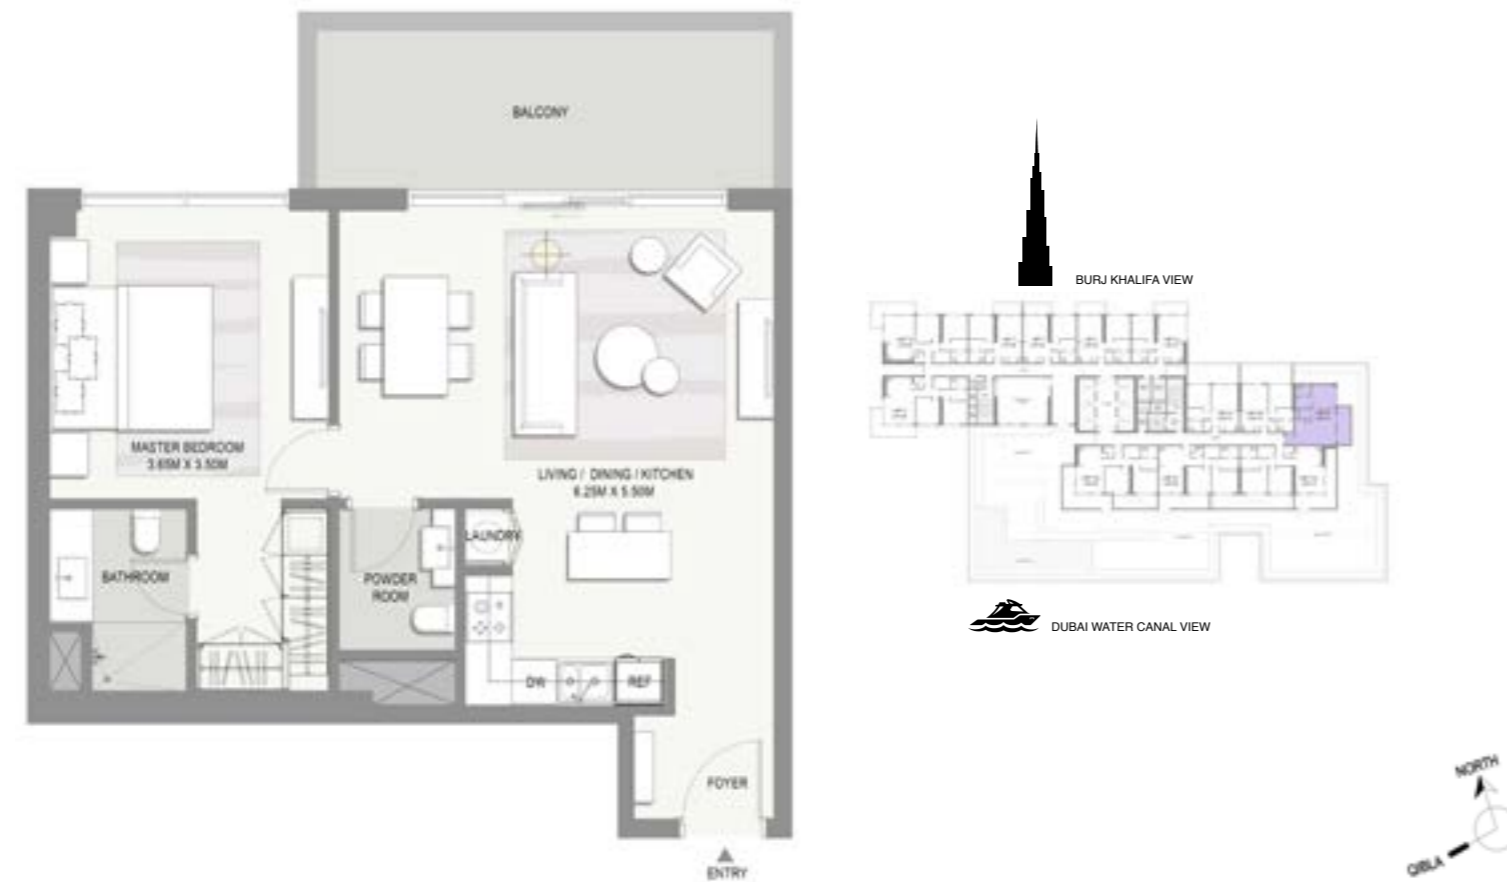 BALCONY
MASTER BEDROOM
3.65M X 3.50M
LIVING / DINING / KITCHEN
6.25M X 5.50M
LAUNDRY
BATHROOM
POWDER
ROOM
DW
REF
FOYER
ENTRY
BURJ KHALIFA VIEW
DUBAI WATER CANAL VIEW
NORTH
QIBLA